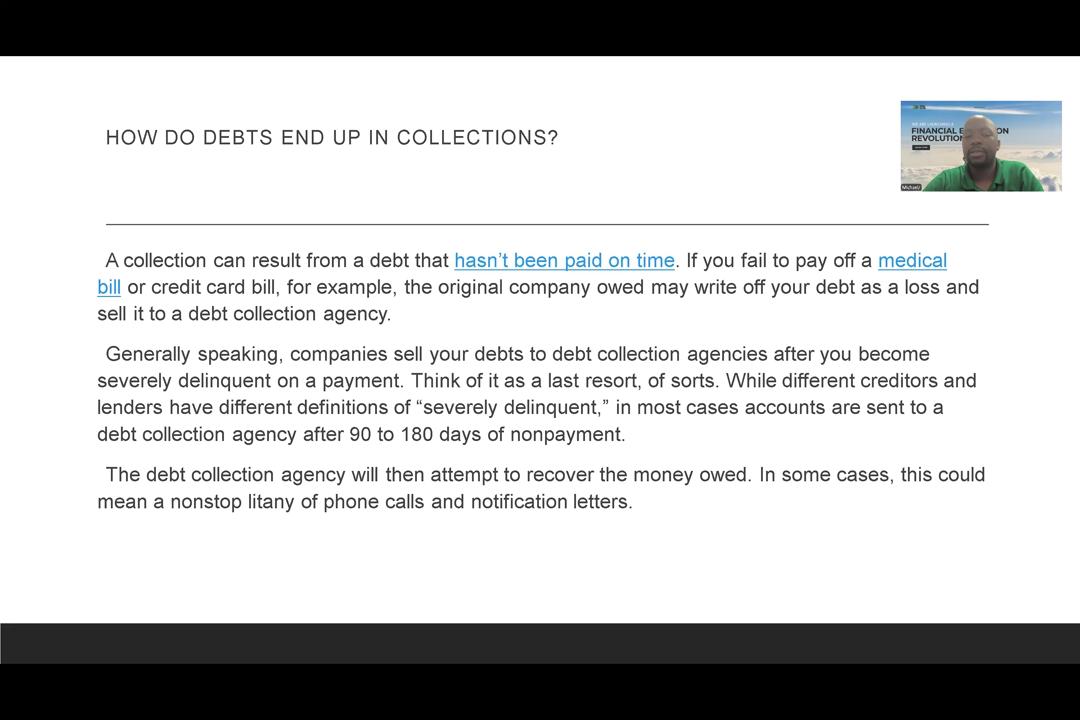 HOW DO DEBTS END UP IN COLLECTIONS?
FINANCIAL
REVOLUTION
Michael
A collection can result from a debt that hasn’t been paid on time. If you fail to pay off a medical
bill or credit card bill, for example, the original company owed may write off your debt as a loss and
sell it to a debt collection agency.
Generally speaking, companies sell your debts to debt collection agencies after you become
severely delinquent on a payment. Think of it as a last resort, of sorts. While different creditors and
lenders have different definitions of “severely delinquent,” in most cases accounts are sent to a
debt collection agency after 90 to 180 days of nonpayment.
The debt collection agency will then attempt to recover the money owed. In some cases, this could
mean a nonstop litany of phone calls and notification letters.